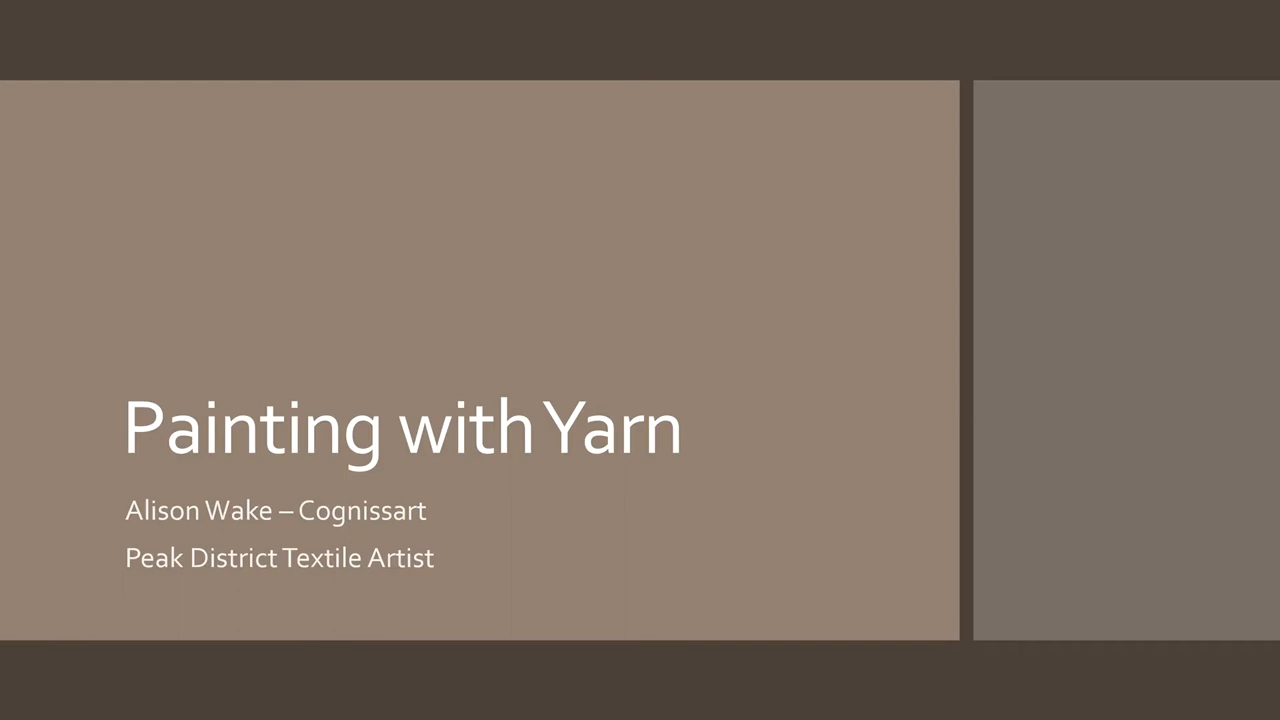 Painting with Yarn
Alison Wake – Cognissart
Peak District Textile Artist